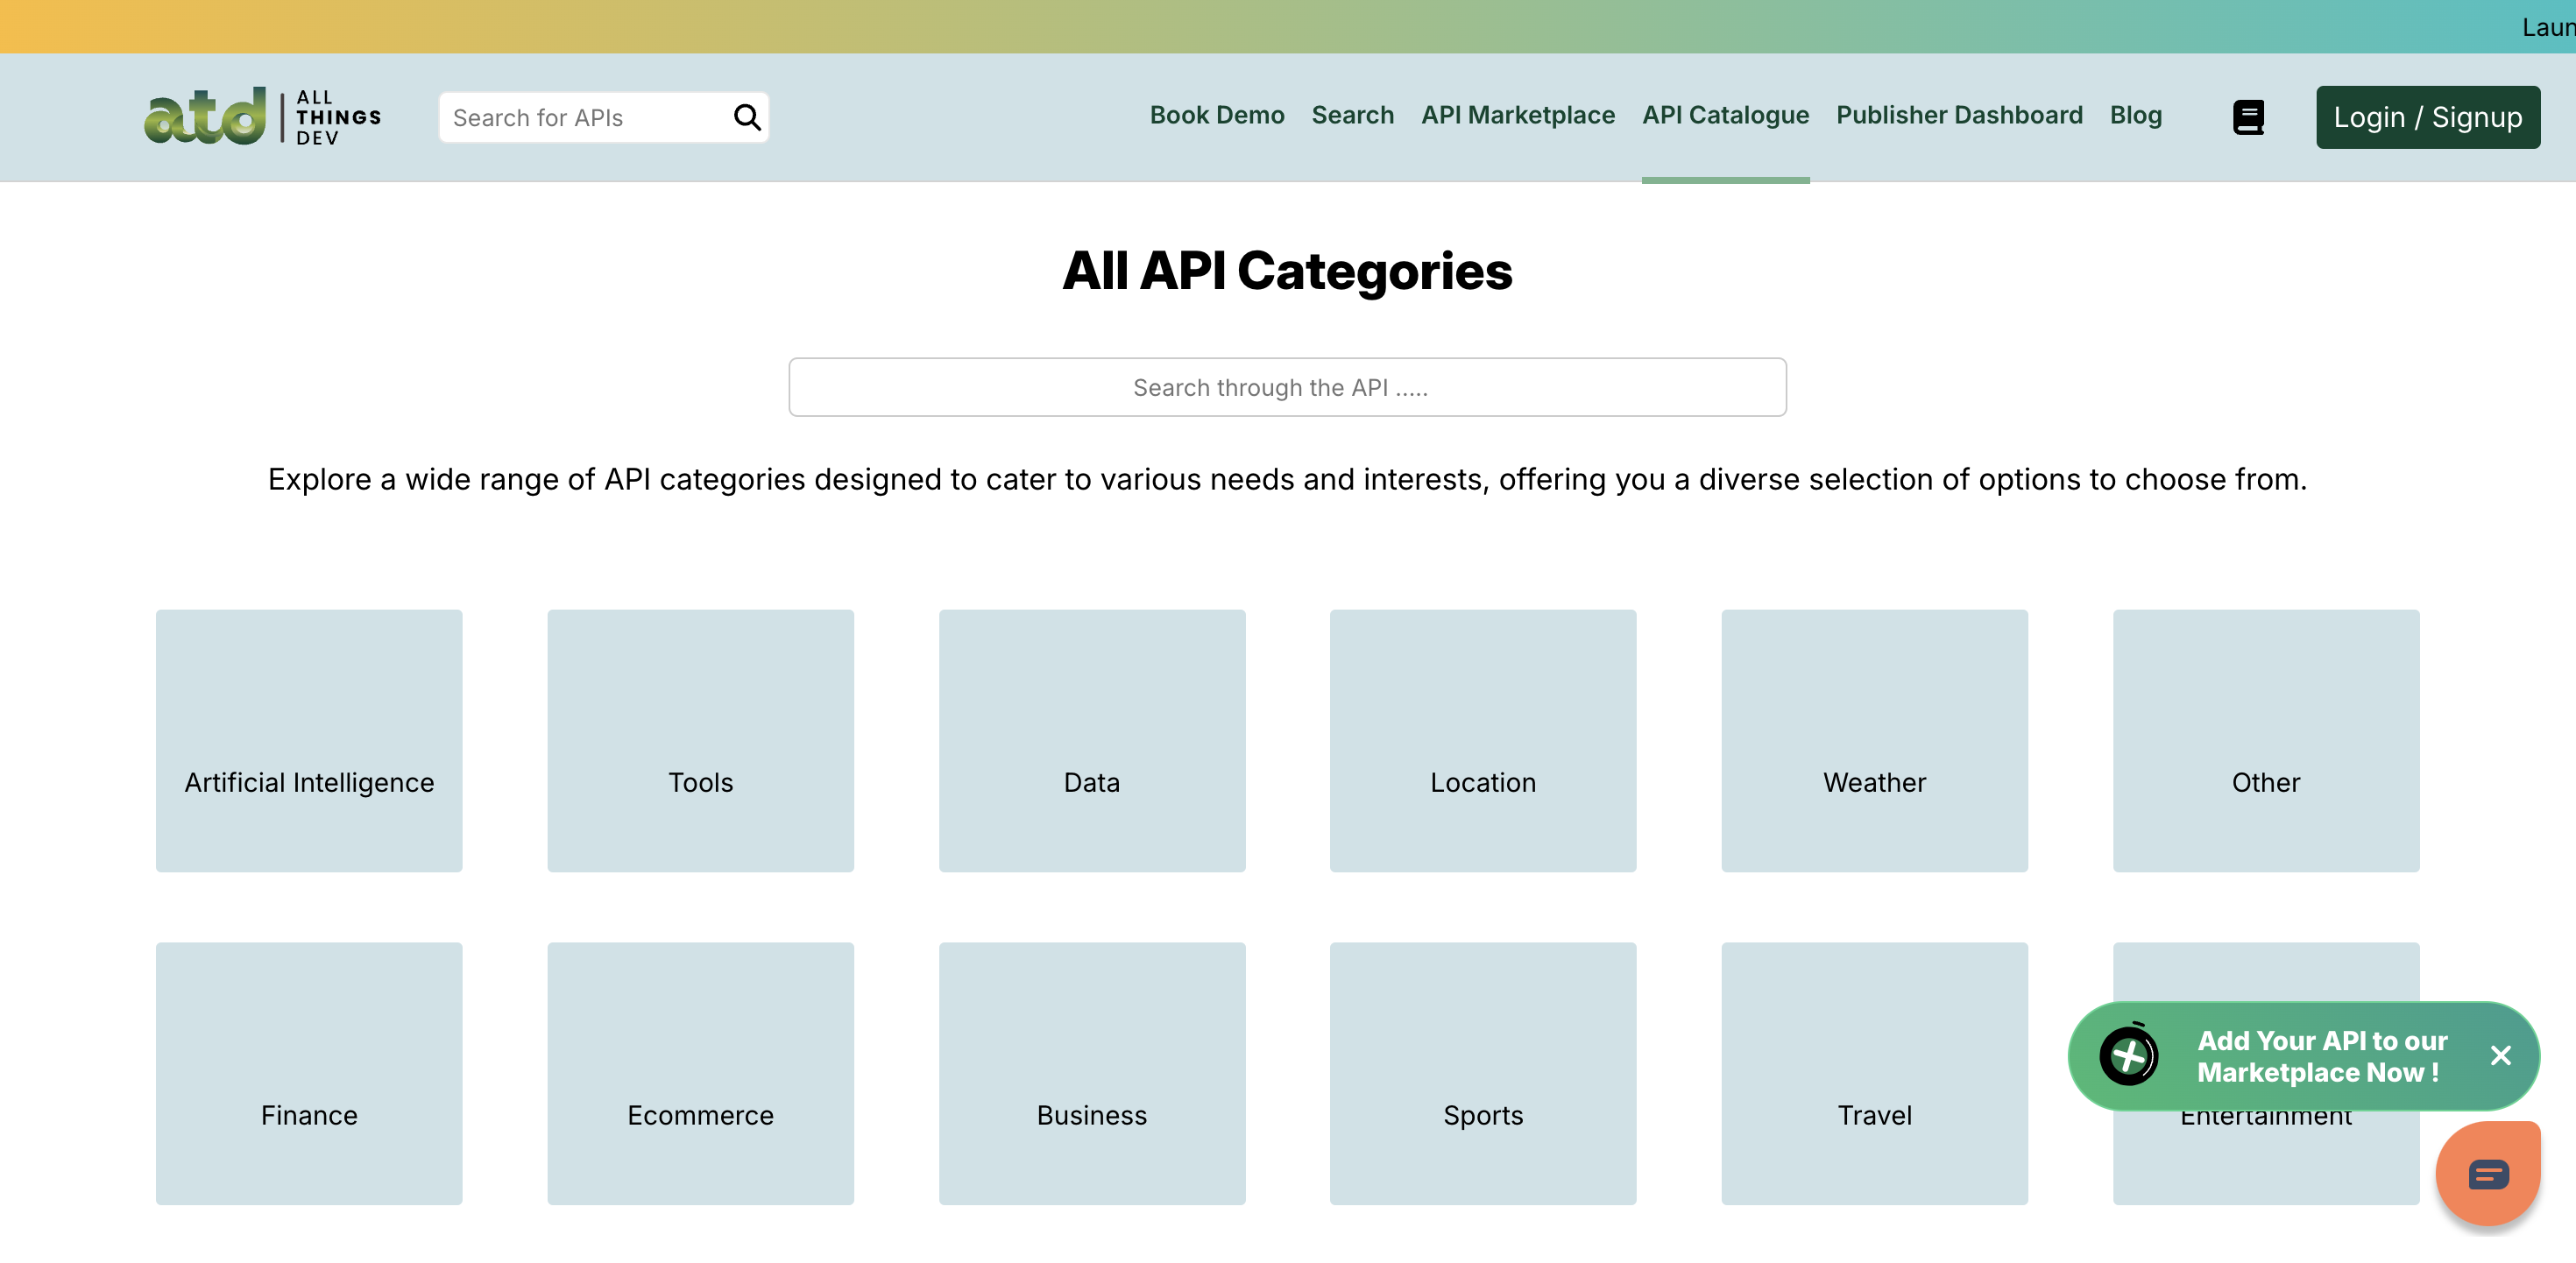 Laun
atd
ALL
THINGS
DEV
Search for APIs
Book Demo
Search
API Marketplace
API Catalogue
Publisher Dashboard
Blog
Login / Signup
All API Categories
Search through the API .....
Explore a wide range of API categories designed to cater to various needs and interests, offering you a diverse selection of options to choose from.
Artificial Intelligence
Tools
Data
Location
Weather
Other
Finance
Ecommerce
Business
Sports
Travel
Entertainment
Add Your API to our
Marketplace Now !